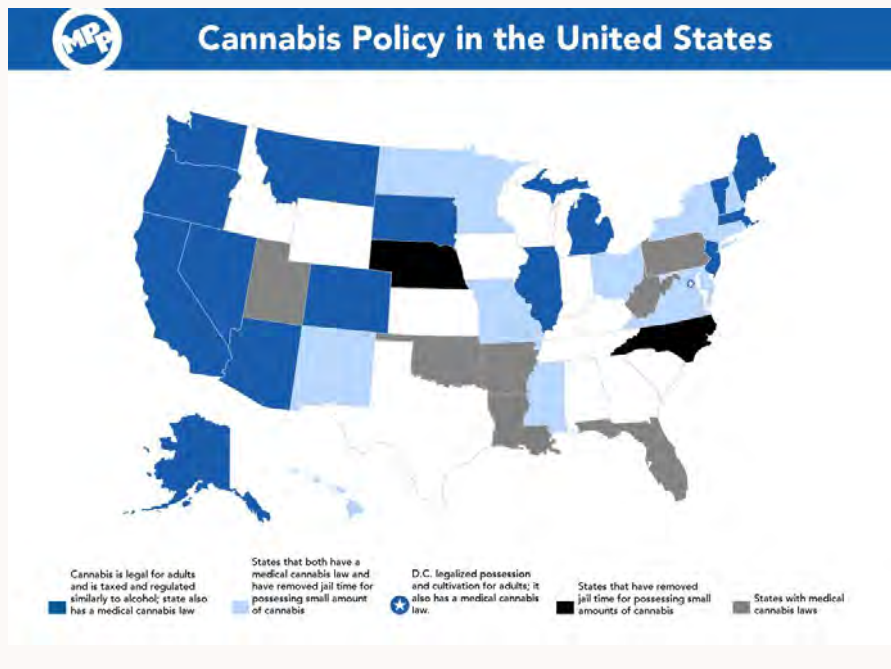 MPP
Cannabis Policy in the United States
Cannabis is legal for adults
and is taxed and regulated
similarly to alcohol; state also
has a medical cannabis law
States that both have a
medical cannabis law and
have removed jail time for
possessing small amount
of cannabis
D.C. legalized possession
and cultivation for adults; it
also has a medical cannabis
law.
States that have removed
jail time for possessing small
amounts of cannabis
States with medical
cannabis laws